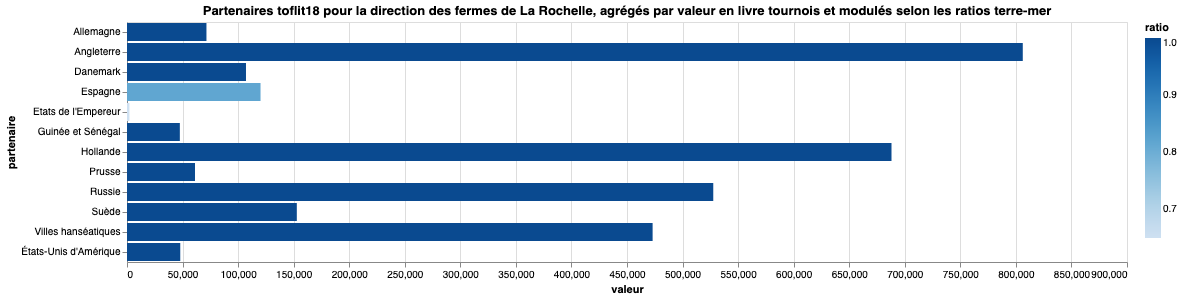 Partenaires toflit18 pour la direction des fermes de La Rochelle, agrégés par valeur en livre tournois et modulés selon les ratios terre-mer
ratio
1.0
0.9
0.8
0.7
partenaire
Allemagne
Angleterre
Danemark
Espagne
Etats de l'Empereur
Guinée et Sénégal
Hollande
Prusse
Russie
Suède
Villes hanséatiques
États-Unis d'Amérique
0 50,000 100,000 150,000 200,000 250,000 300,000 350,000 400,000 450,000 500,000 550,000 600,000 650,000 700,000 750,000 800,000 850,000 900,000
valeur